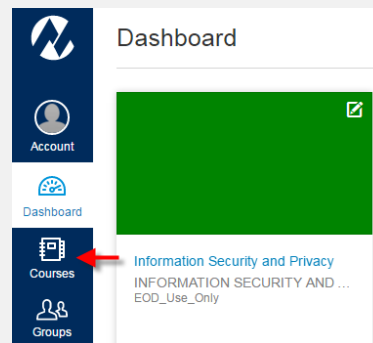 Dashboard
Account
Dashboard
Courses
Groups
Information Security and Privacy
INFORMATION SECURITY AND ...
EOD_Use_Only